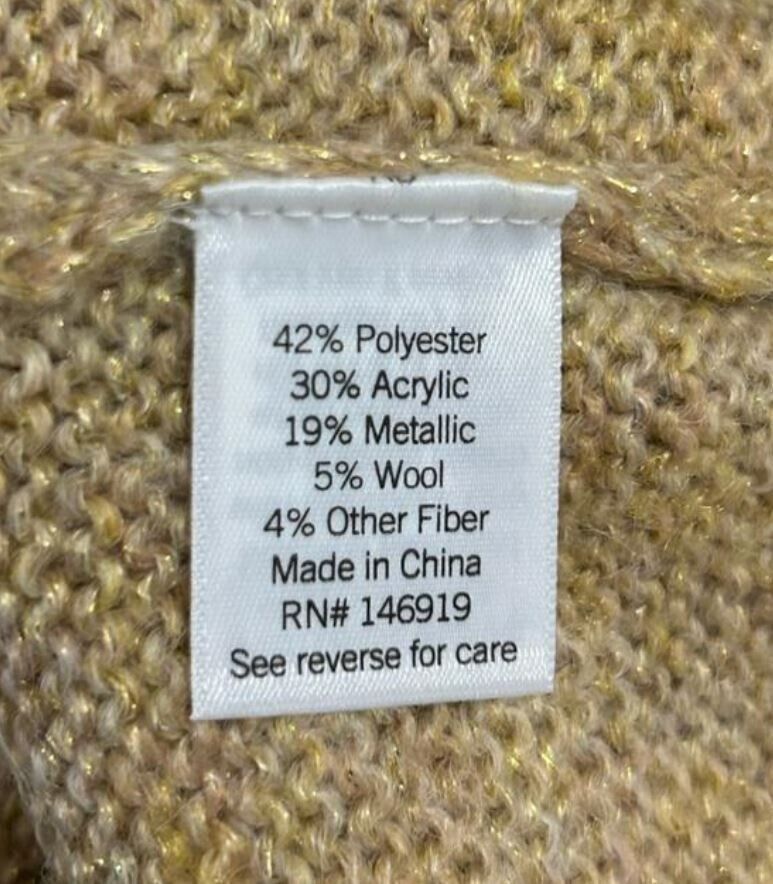 42% Polyester
30% Acrylic
19% Metallic
5% Wool
4% Other Fiber
Made in China
RN# 146919
See reverse for care